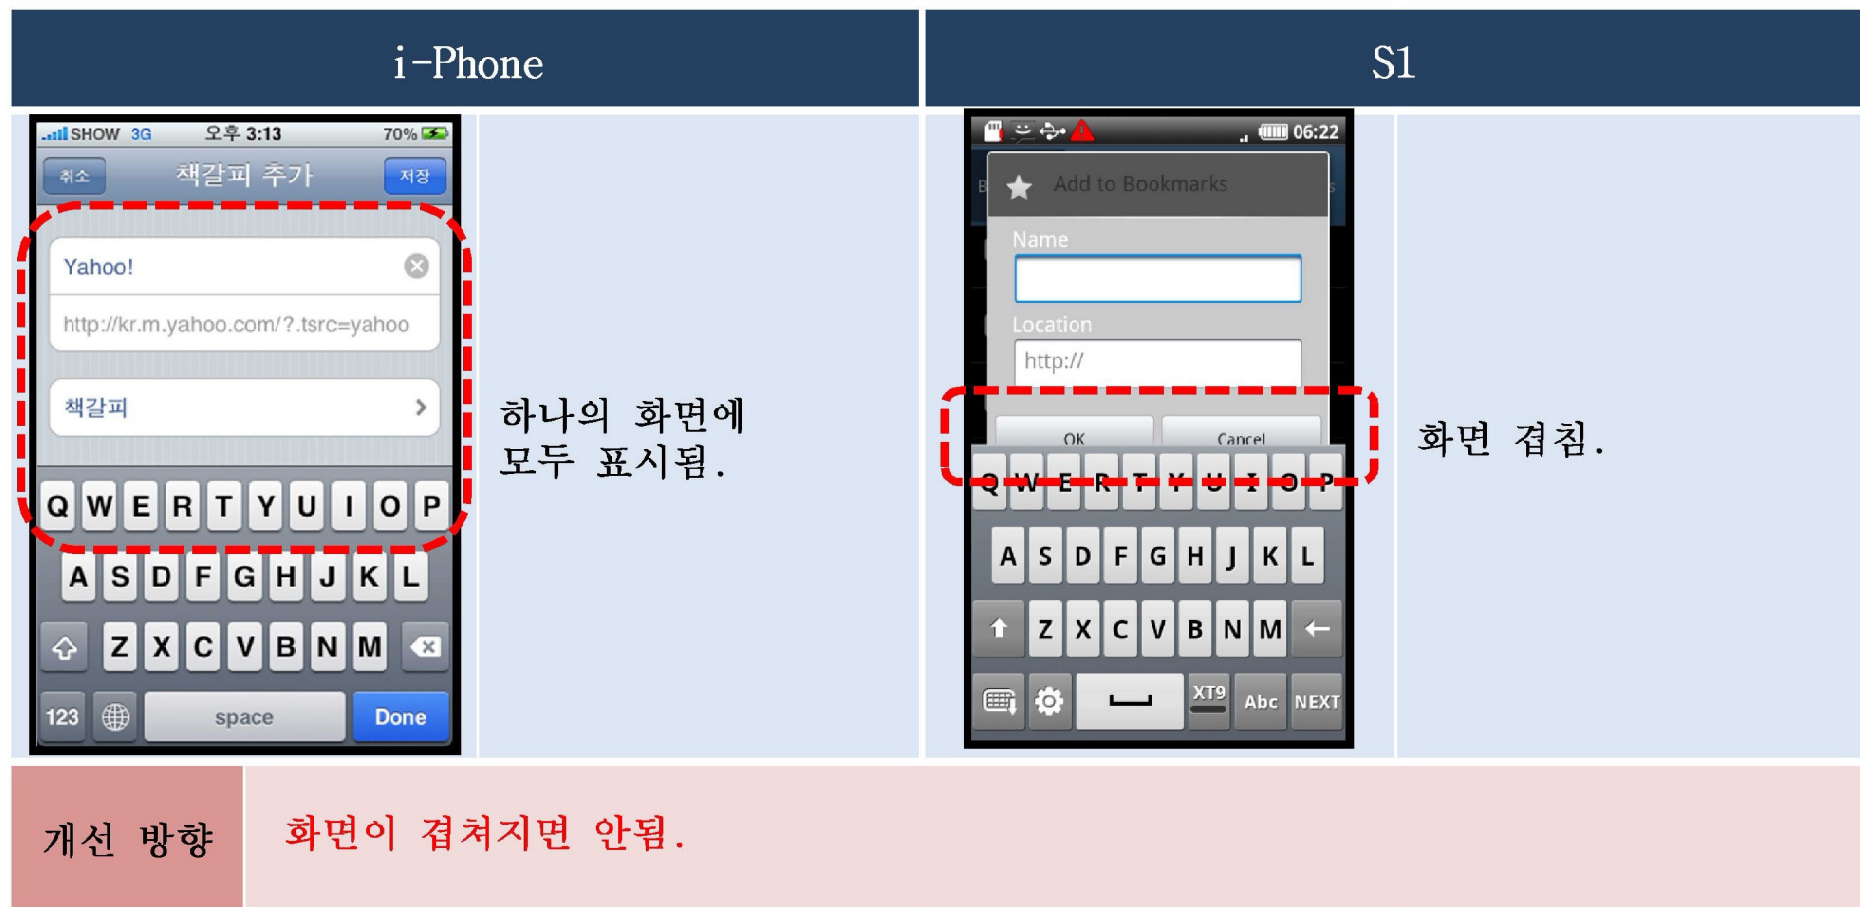 i-Phone
S1
SHOW 3G 오후 3:13 70%
취소 책갈피 추가 저장
Yahoo!
http://kr.m.yahoo.com/?.tsrc=yahoo
책갈피
Q W E R T Y U I O P
A S D F G H J K L
Z X C V B N M
123 space Done
하나의 화면에
모두 표시됨.
06:22
B Add to Bookmarks s
Name
Location
http://
OK Cancel
Q W E R T Y U I O P
A S D F G H J K L
Z X C V B N M
XT9 Abc NEXT
화면 겹침.
개선 방향
화면이 겹쳐지면 안됨.